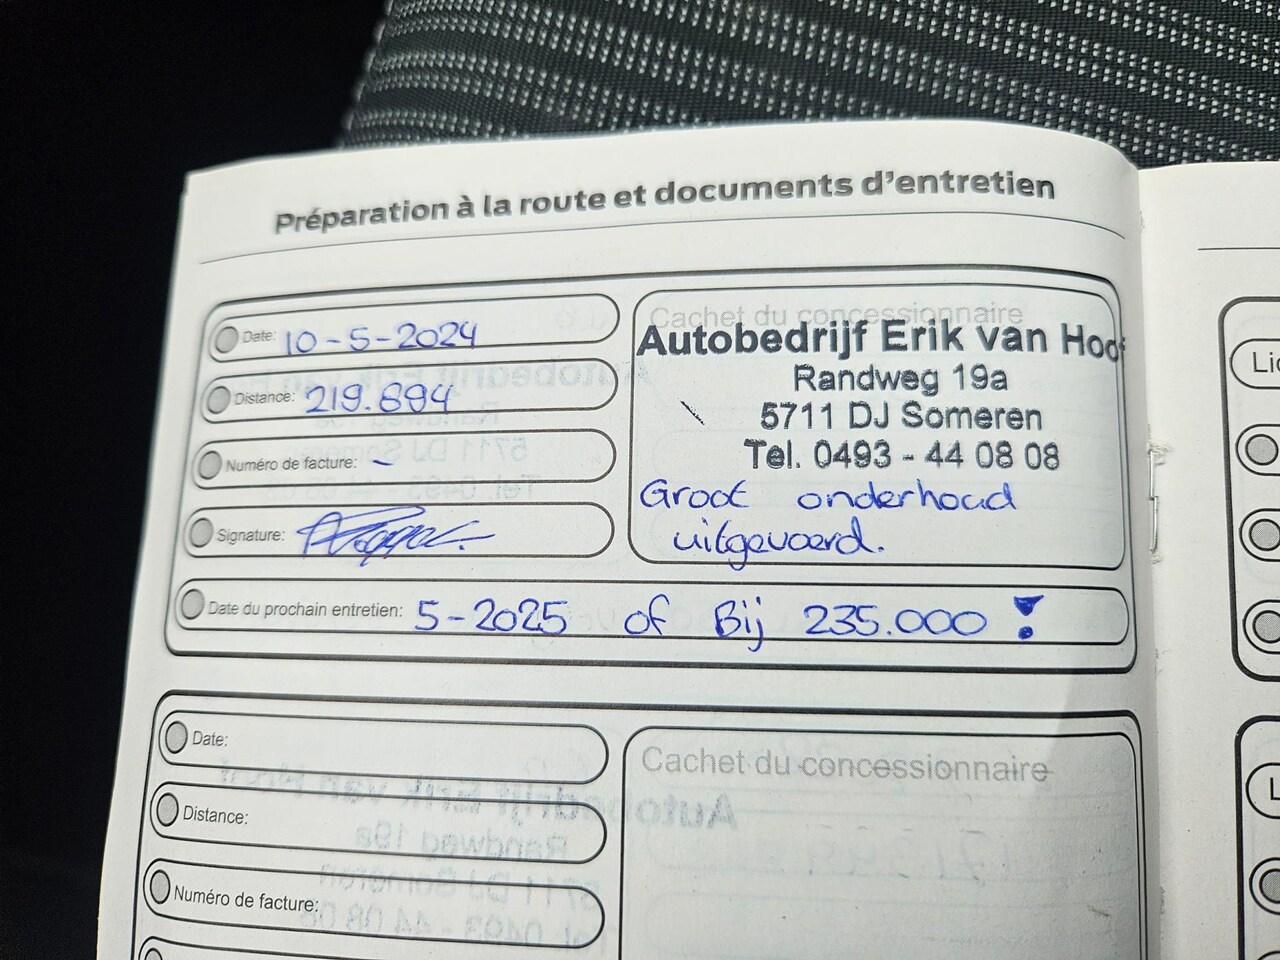 Préparation à la route et documents d'entretien
Date: 10-5-2024
Distance: 219.694
Numéro de facture: -
Signature:
Cachet du concessionnaire
Autobedrijf Erik van Hoof
Randweg 19a
5711 DJ Someren
Tel. 0493 - 44 08 08
Groot onderhoud
uitgevoerd.
Date du prochain entretien: 5-2025 of Bij 235.000 !
Date:
Distance:
Numéro de facture:
Cachet du concessionnaire